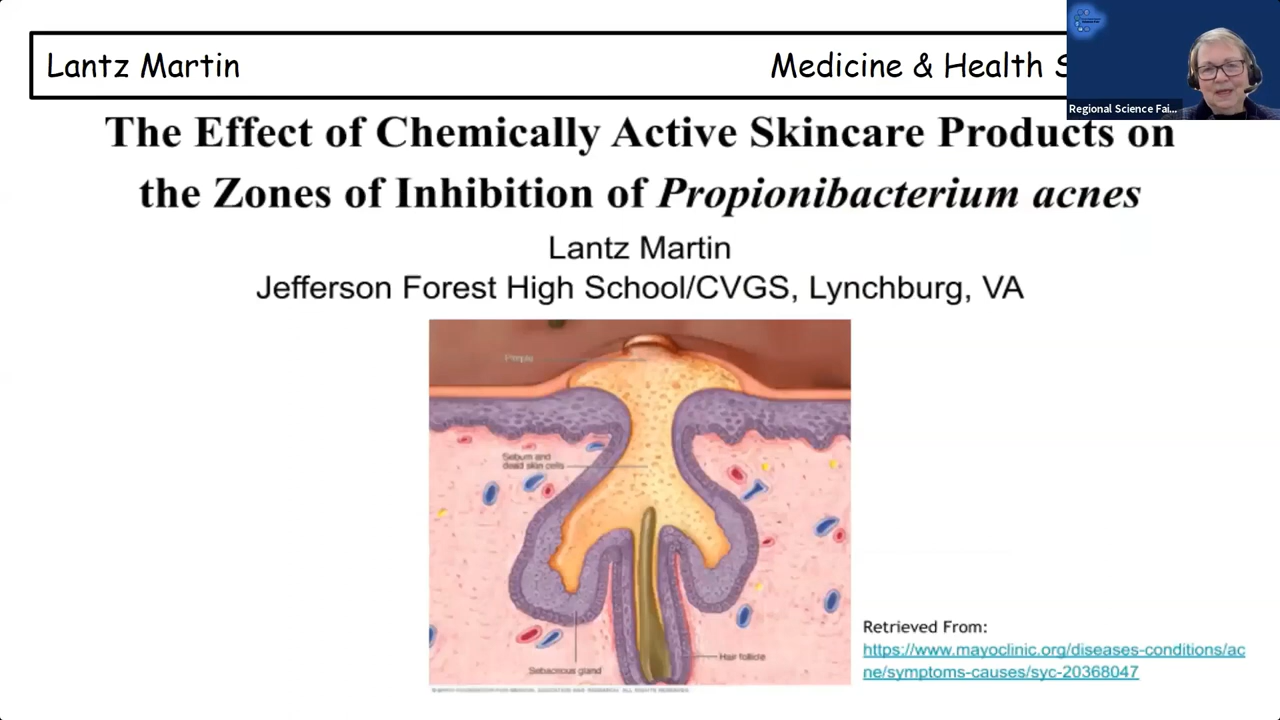 Lantz Martin
Medicine & Health S
Regional Science Fai...
The Effect of Chemically Active Skincare Products on
the Zones of Inhibition of Propionibacterium acnes
Lantz Martin
Jefferson Forest High School/CVGS, Lynchburg, VA
Pimple
Sebum and
dead skin cells
Sebaceous gland
Hair follicle
Retrieved From:
https://www.mayoclinic.org/diseases-conditions/ac
ne/symptoms-causes/syc-20368047